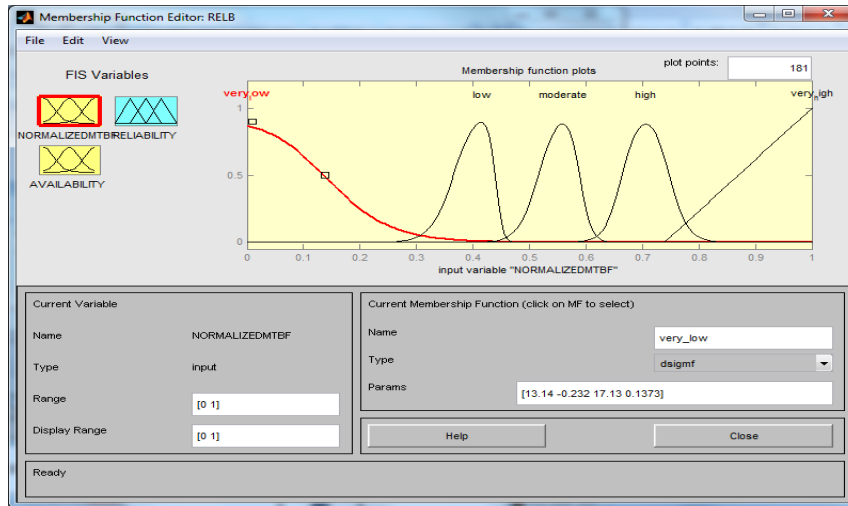 Membership Function Editor: RELB
File Edit View
FIS Variables
NORMALIZEDMTBF
RELIABILITY
AVAILABILITY
Membership function plots
plot points:
181
very_low
low
moderate
high
very_high
1
0.5
0
0 0.1 0.2 0.3 0.4 0.5 0.6 0.7 0.8 0.9 1
input variable "NORMALIZEDMTBF"
Current Variable
Name NORMALIZEDMTBF
Type input
Range [0 1]
Display Range [0 1]
Current Membership Function (click on MF to select)
Name very_low
Type dsigmf
Params [13.14 -0.232 17.13 0.1373]
Help Close
Ready